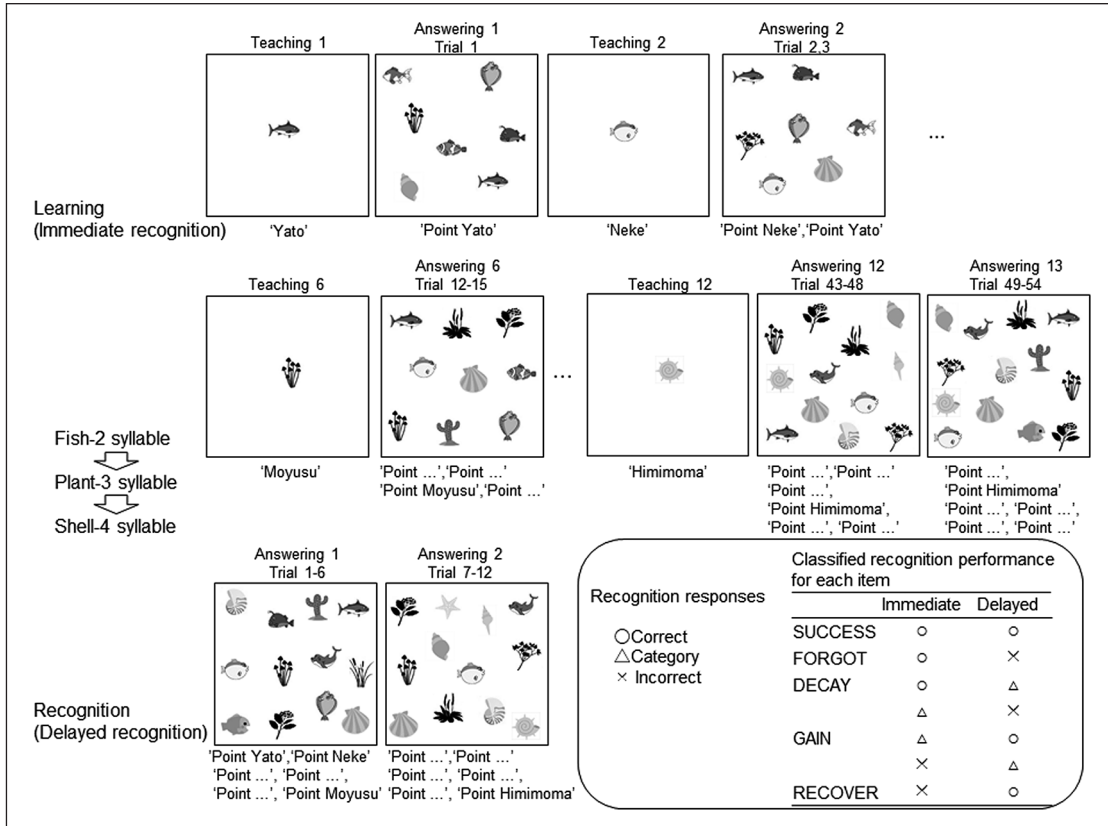 Teaching 1
Answering 1
Trial 1
Teaching 2
Answering 2
Trial 2,3
...
Learning
(Immediate recognition)
‘Yato’
'Point Yato’
‘Neke’
'Point Neke’,‘Point Yato’
Teaching 6
Answering 6
Trial 12-15
...
Teaching 12
Answering 12
Trial 43-48
Answering 13
Trial 49-54
Fish-2 syllable
Plant-3 syllable
Shell-4 syllable
‘Moyusu’
'Point …’,‘Point …’
'Point Moyusu’,‘Point …’
‘Himimoma’
'Point …’,‘Point …’
'Point …’,
'Point Himimoma’,
'Point …’, ‘Point …’
'Point …’,
'Point Himimoma’
‘Point …’, ‘Point …’,
‘Point …’, ‘Point …’
Answering 1
Trial 1-6
Answering 2
Trial 7-12
Recognition
(Delayed recognition)
'Point Yato’,‘Point Neke’
‘Point …’, ‘Point …’,
‘Point …’, ‘Point Moyusu’
'Point …’,‘Point …’
‘Point …’, ‘Point …’,
‘Point …’, ‘Point Himimoma’
Recognition responses
○Correct
△Category
× Incorrect
Classified recognition performance
for each item
Immediate Delayed
SUCCESS ○ ○
FORGOT ○ ×
DECAY ○ △
△ ×
GAIN △ ○
× △
RECOVER × ○